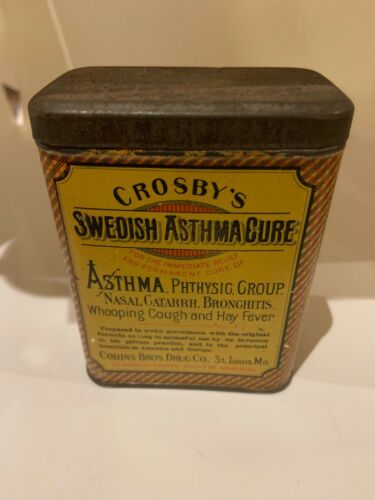 CROSBY'S
SWEDISH ASTHMA CURE
FOR THE IMMEDIATE RELIEF
AND PERMANENT CURE OF
ASTHMA, PHTHYSIC, CROUP,
NASAL CATARRH, BRONCHITIS,
Whooping Cough and Hay Fever.
Prepared in strict accordance with the original
formula so long in successful use by its inventor
in his private practice, and in the principal
hospitals in America and Europe.
COLLINS BROS. DRUG CO., ST. LOUIS, MO.